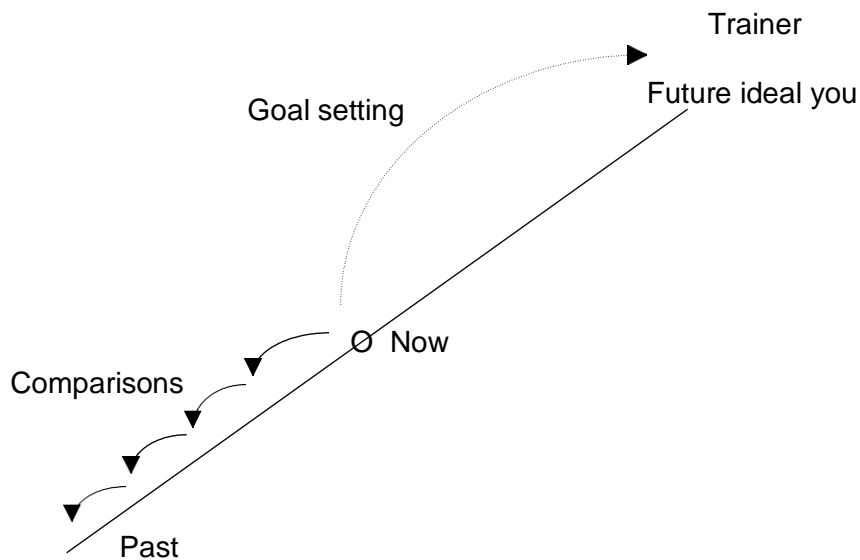 Trainer
Future ideal you
Goal setting
O Now
Comparisons
Past